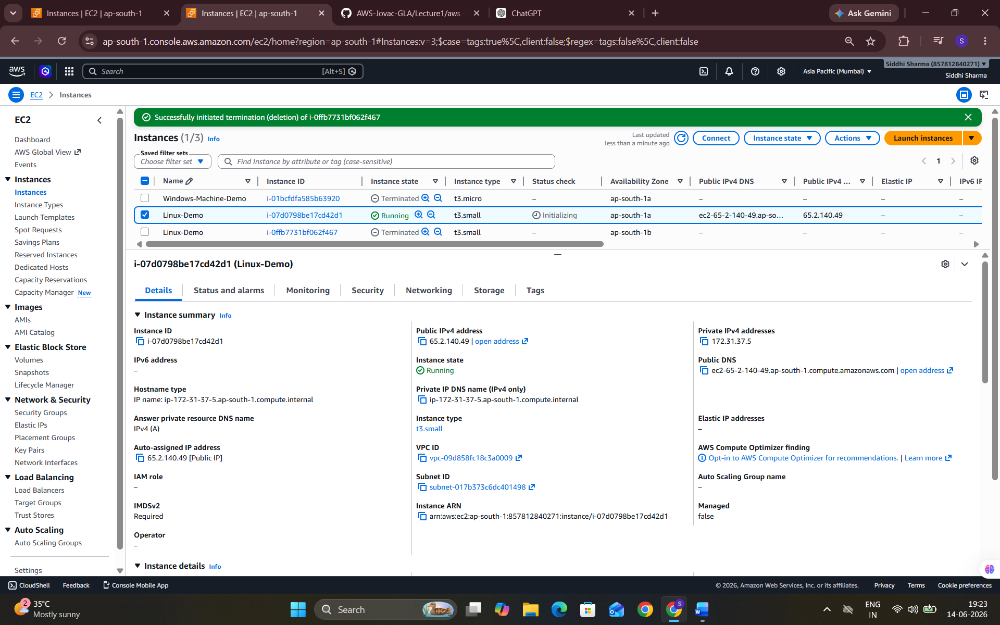 Instances | EC2 | ap-south-1
Instances | EC2 | ap-south-1
AWS-Jovac-GLA/Lecture1/aws
ChatGPT
Ask Gemini
ap-south-1.console.aws.amazon.com/ec2/home?region=ap-south-1#Instances:v=3;$case=tags:true%5C,client:false;$regex=tags:false%5C,client:false
S
aws
Search
[Alt+S]
Asia Pacific (Mumbai)
Siddhi Sharma (857812840271)
Siddhi Sharma
EC2
Instances
EC2
Dashboard
AWS Global View
Events
Instances
Instances
Instance Types
Launch Templates
Spot Requests
Savings Plans
Reserved Instances
Dedicated Hosts
Capacity Reservations
Capacity Manager New
Images
AMIs
AMI Catalog
Elastic Block Store
Volumes
Snapshots
Lifecycle Manager
Network & Security
Security Groups
Elastic IPs
Placement Groups
Key Pairs
Network Interfaces
Load Balancing
Load Balancers
Target Groups
Trust Stores
Auto Scaling
Auto Scaling Groups
Settings
Successfully initiated termination (deletion) of i-0ffb7731bf062f467
Instances (1/3) Info
Last updated
less than a minute ago
Connect
Instance state
Actions
Launch instances
Saved filter sets
Choose filter set
Find Instance by attribute or tag (case-sensitive)
1
Name Instance ID Instance state Instance type Status check Availability Zone Public IPv4 DNS Public IPv4 ... Elastic IP IPv6 IP
Windows-Machine-Demo i-01bcfdfa585b63920 Terminated t3.micro – ap-south-1a – – – –
Linux-Demo i-07d0798be17cd42d1 Running t3.small Initializing ap-south-1a ec2-65-2-140-49.ap-so... 65.2.140.49 – –
Linux-Demo i-0ffb7731bf062f467 Terminated t3.small – ap-south-1b – – – –
i-07d0798be17cd42d1 (Linux-Demo)
Details
Status and alarms
Monitoring
Security
Networking
Storage
Tags
Instance summary Info
Instance ID
i-07d0798be17cd42d1
Public IPv4 address
65.2.140.49 | open address
Private IPv4 addresses
172.31.37.5
IPv6 address
–
Instance state
Running
Public DNS
ec2-65-2-140-49.ap-south-1.compute.amazonaws.com | open address
Hostname type
IP name: ip-172-31-37-5.ap-south-1.compute.internal
Private IP DNS name (IPv4 only)
ip-172-31-37-5.ap-south-1.compute.internal
Answer private resource DNS name
IPv4 (A)
Instance type
t3.small
Elastic IP addresses
–
Auto-assigned IP address
65.2.140.49 [Public IP]
VPC ID
vpc-09d858fc18c3a0009
AWS Compute Optimizer finding
Opt-in to AWS Compute Optimizer for recommendations. | Learn more
IAM role
–
Subnet ID
subnet-017b373c6dc401498
Auto Scaling Group name
–
IMDSv2
Required
Instance ARN
arn:aws:ec2:ap-south-1:857812840271:instance/i-07d0798be17cd42d1
Managed
false
Operator
–
Instance details Info
CloudShell
Feedback
Console Mobile App
© 2026, Amazon Web Services, Inc. or its affiliates.
Privacy
Terms
Cookie preferences
2
35°C
Mostly sunny
Search
S
W
ENG
IN
19:23
14-06-2026